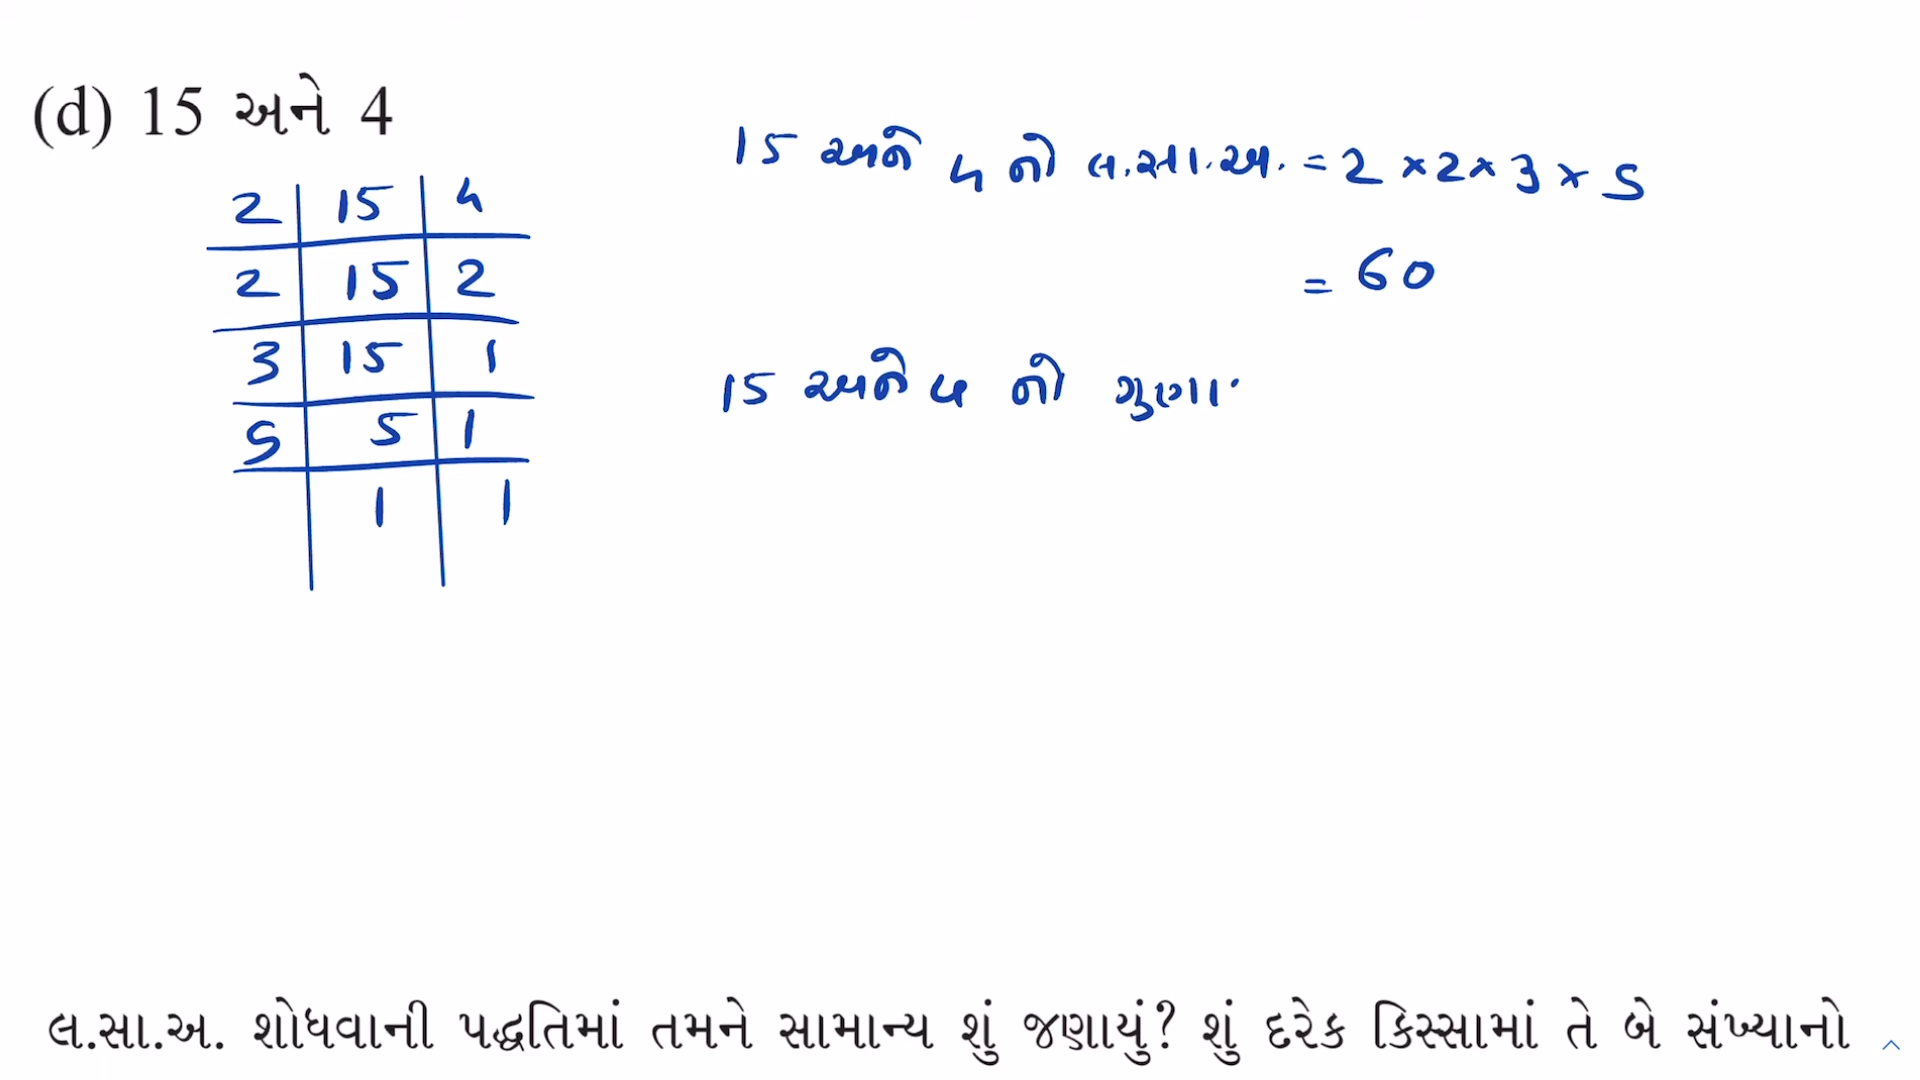 (d) 15 અને 4
2 15 4
2 15 2
3 15 1
5 5 1
1 1
15 અને 4 નો લ.સા.અ. = 2 × 2 × 3 × 5
= 60
15 અને 4 નો ગુણા
લ.સા.અ. શોધવાની પદ્ધતિમાં તમને સામાન્ય શું જણાયું? શું દરેક કિસ્સામાં તે બે સંખ્યાનો